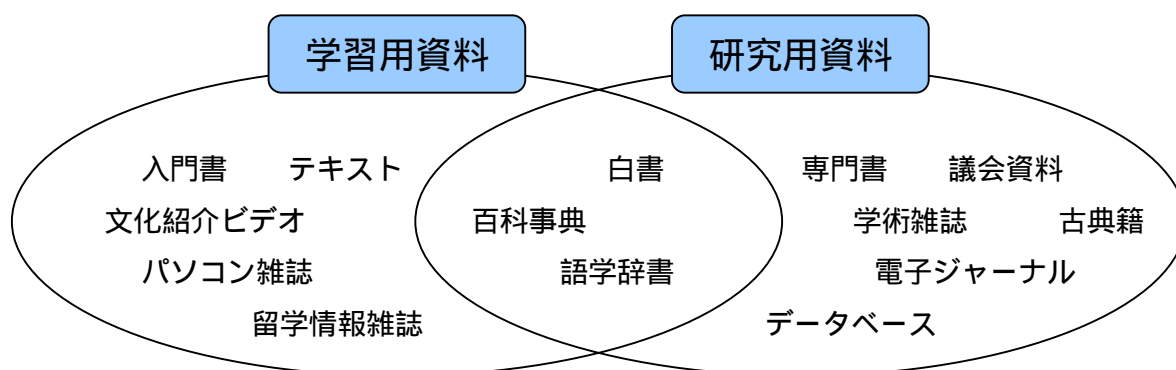 学習用資料 研究用資料
入門書 テキスト 白書 専門書 議会資料
文化紹介ビデオ 百科事典 学術雑誌 古典籍
パソコン雑誌 語学辞書 電子ジャーナル
留学情報雑誌 データベース